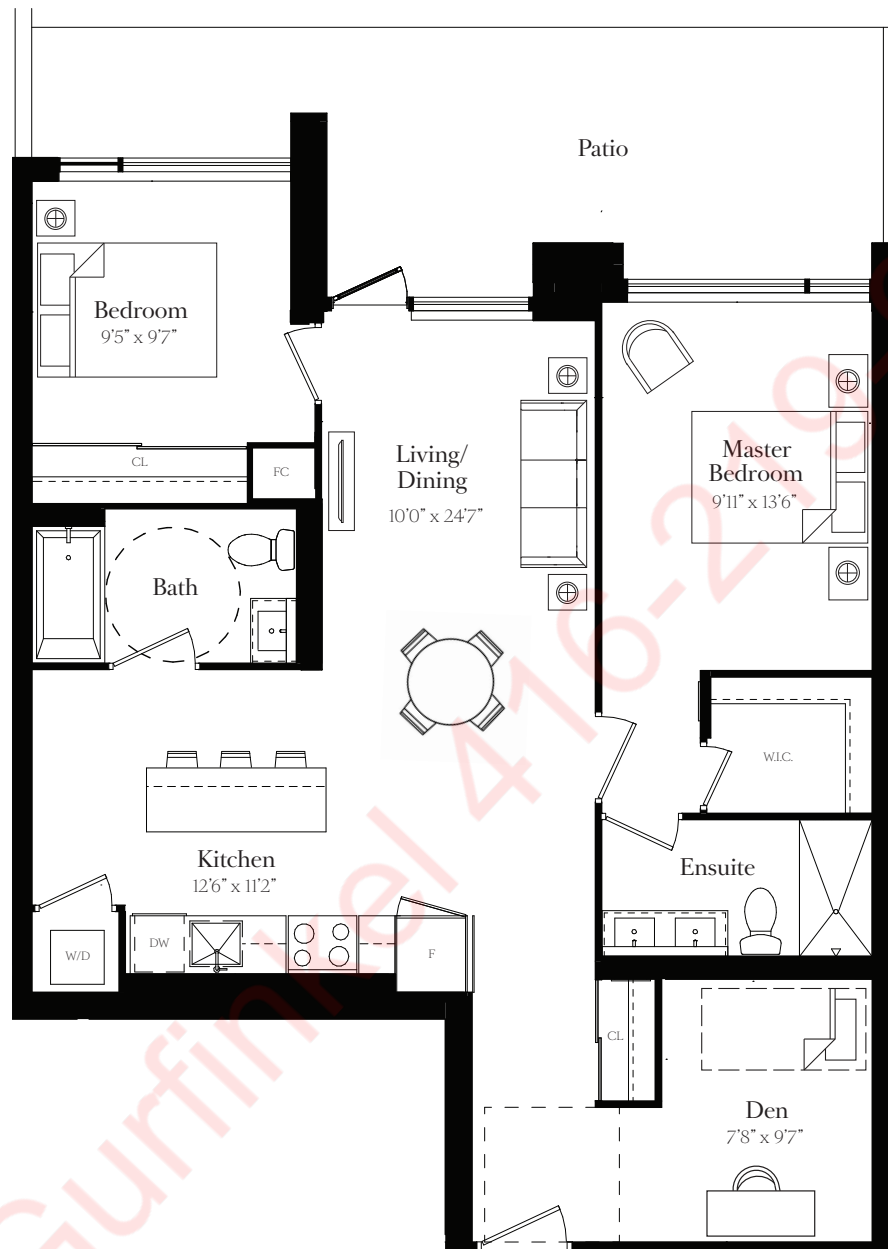 Patio
Bedroom
9'5" x 9'7"
CL
FC
Living/
Dining
10'0" x 24'7"
Master
Bedroom
9'11" x 13'6"
Bath
W.I.C.
Kitchen
12'6" x 11'2"
Ensuite
W/D
DW
F
CL
Den
7'8" x 9'7"
Gurfinkel 416-219-